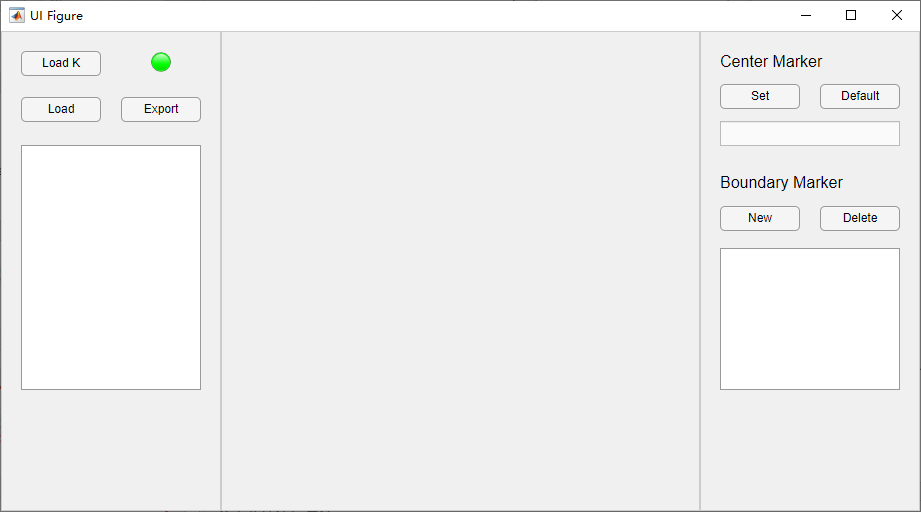 UI Figure
Load K
Load Export
Center Marker
Set Default
Boundary Marker
New Delete